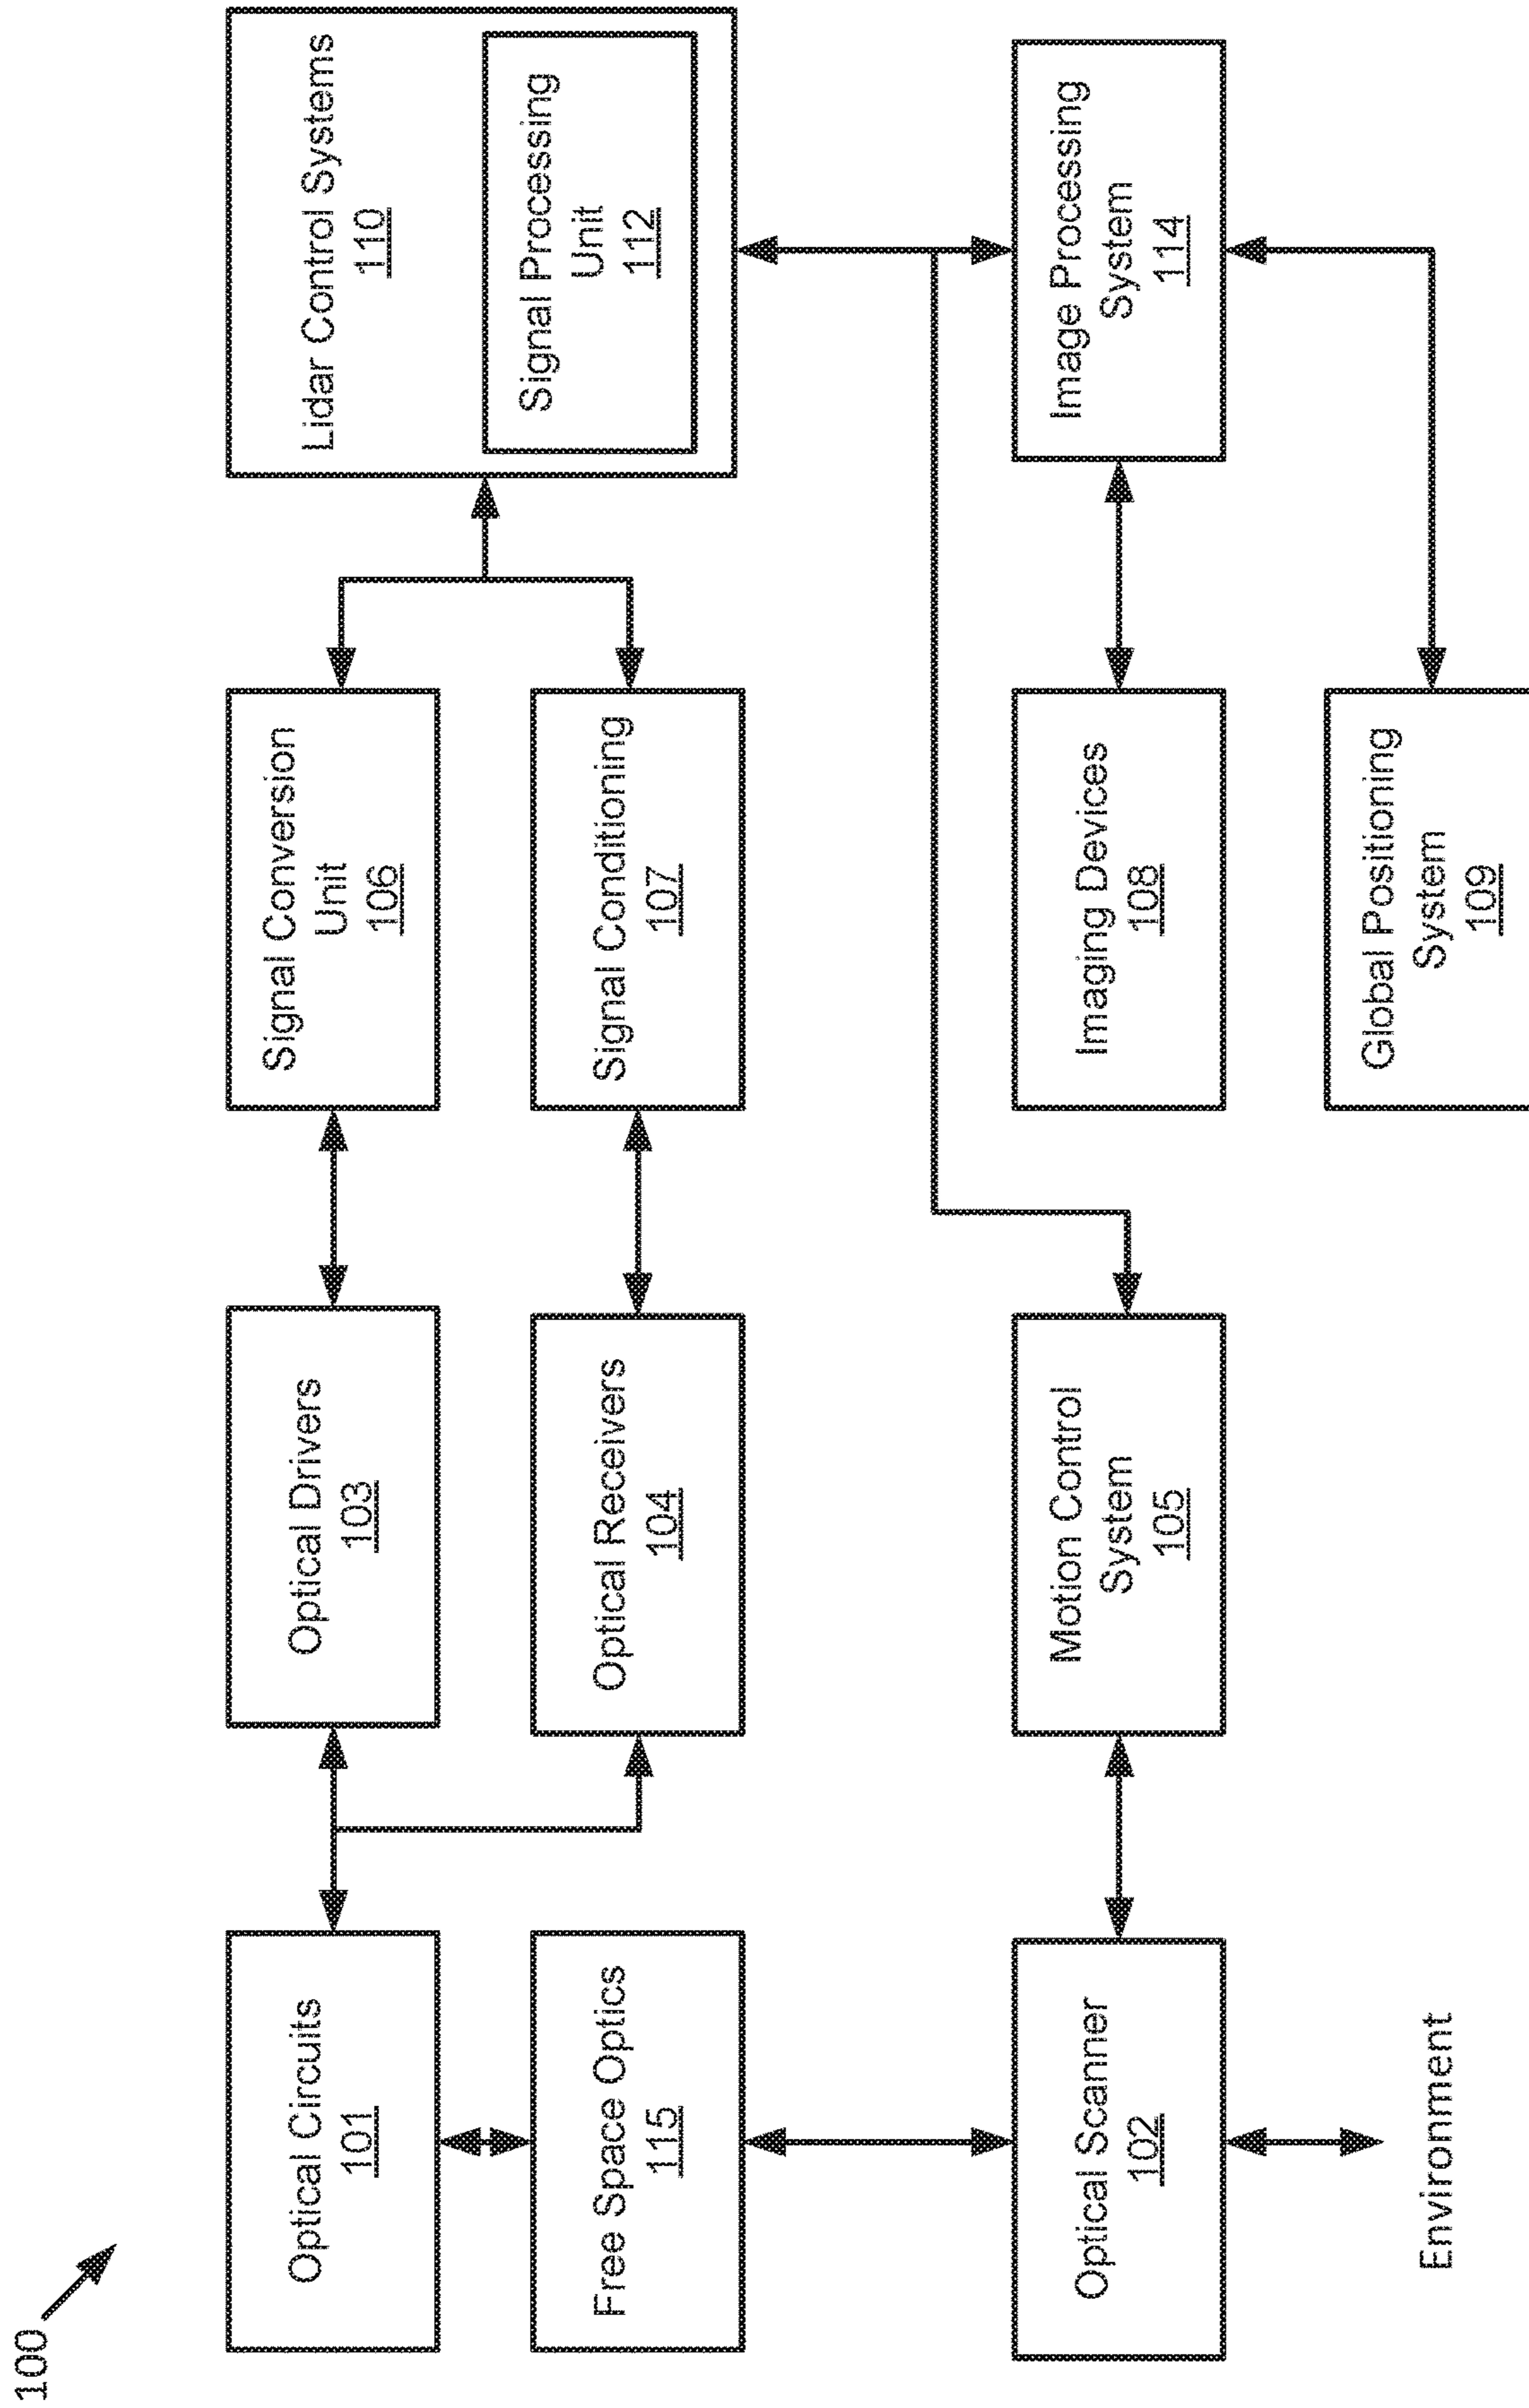 100
Optical Circuits
101
Optical Drivers
103
Signal Conversion
Unit
106
Lidar Control Systems
110
Signal Processing
Unit
112
Free Space Optics
115
Optical Receivers
104
Signal Conditioning
107
Optical Scanner
102
Motion Control
System
105
Imaging Devices
108
Image Processing
System
114
Environment
Global Positioning
System
109